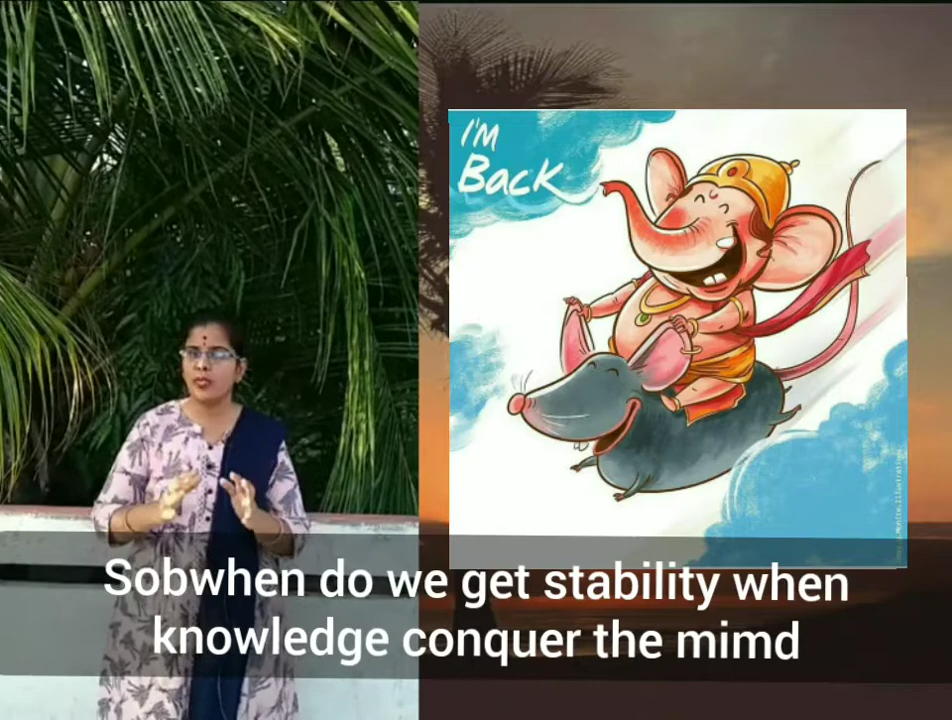 I'M
Back
Sobwhen do we get stability when
knowledge conquer the mimd